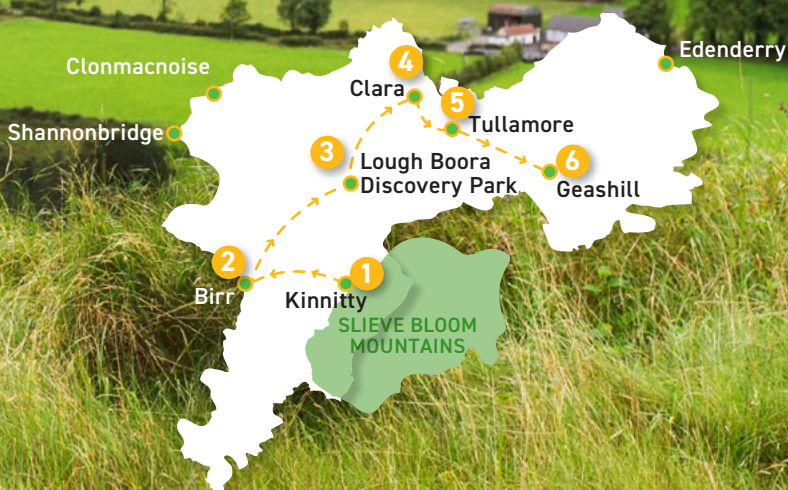 Edenderry
Clonmacnoise
4
Clara
5
Shannonbridge
Tullamore
3
Lough Boora
Discovery Park
6
Geashill
2
Birr
1
Kinnitty
SLIEVE BLOOM
MOUNTAINS